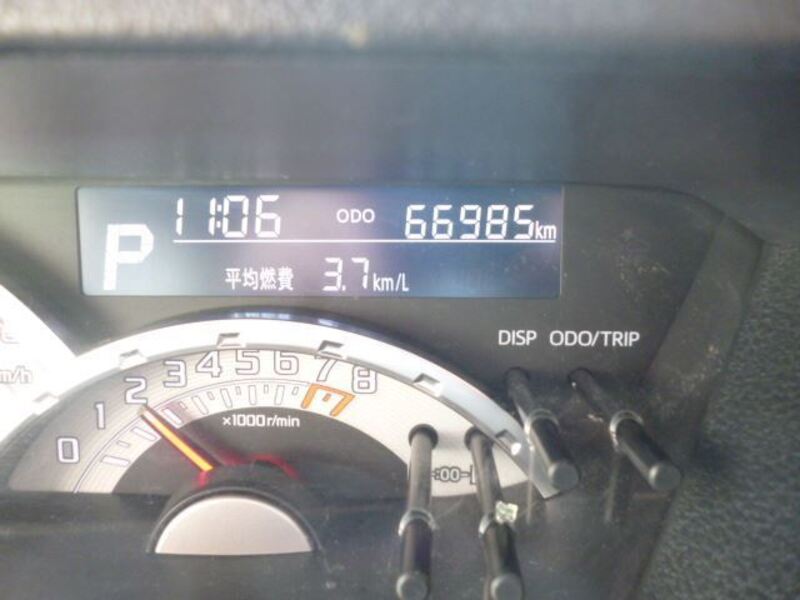 11:06 ODO 66985km
P
平均燃費 3.7km/L
DISP ODO/TRIP
0 1 2 3 4 5 6 7 8
×1000r/min
:00